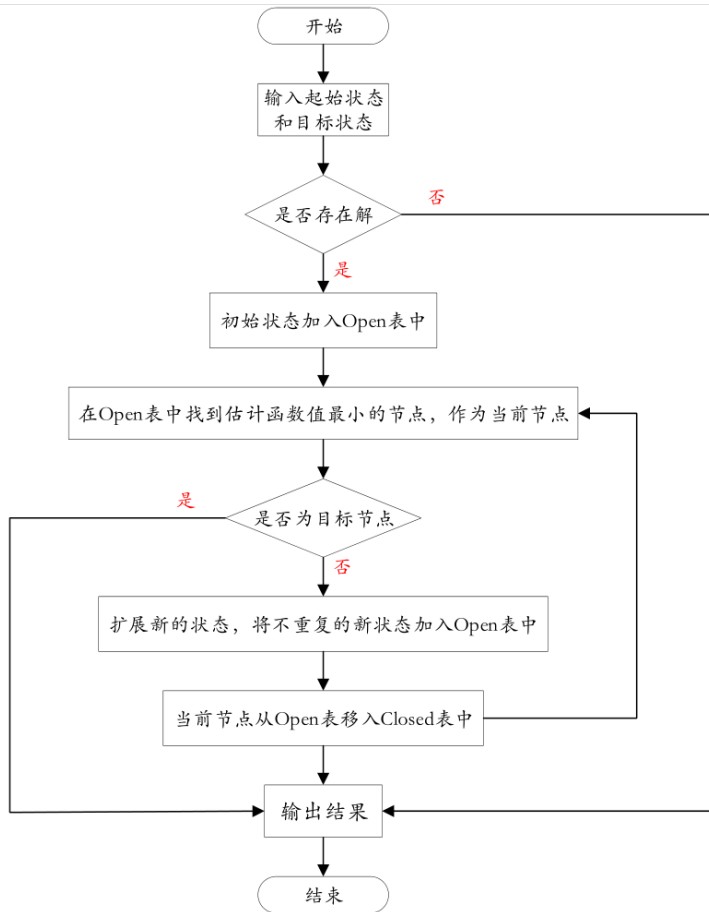 开始
输入起始状态
和目标状态
是否存在解
否
是
初始状态加入Open表中
在Open表中找到估计函数值最小的节点，作为当前节点
是
是否为目标节点
否
扩展新的状态，将不重复的新状态加入Open表中
当前节点从Open表移入Closed表中
输出结果
结束